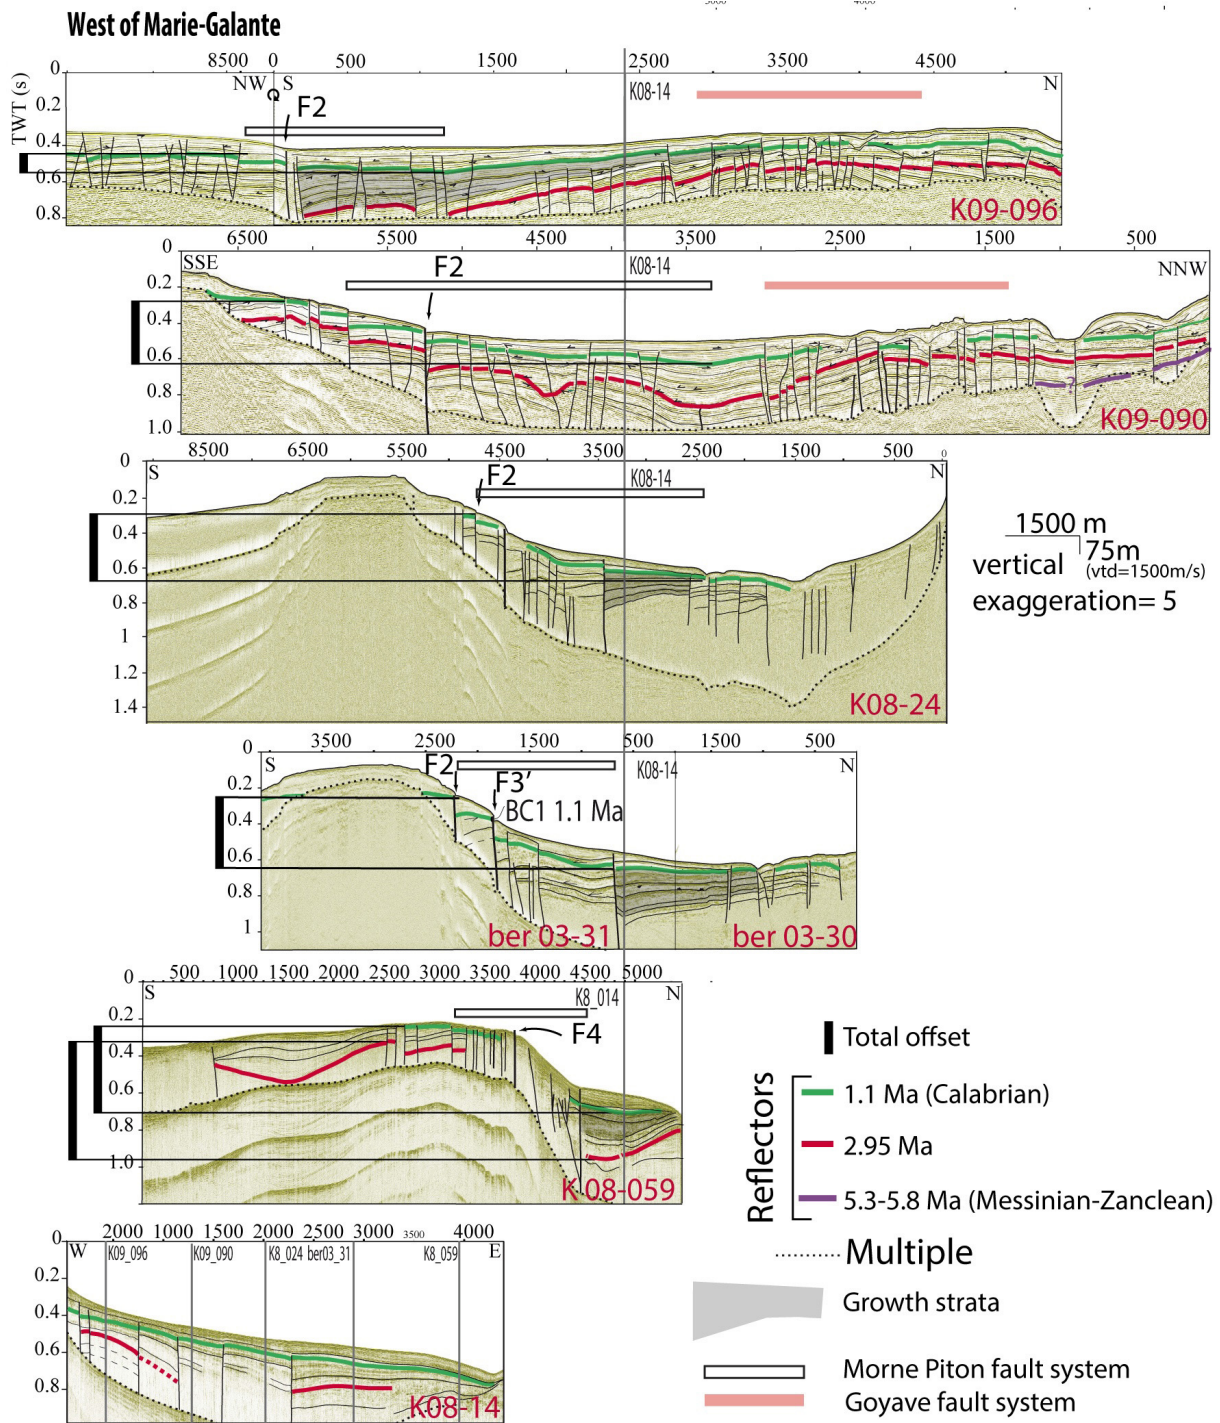 West of Marie-Galante
8500 0 500 1500 2500 3500 4500
TWT (s)
NW S K08-14 N
F2
0
0.2
0.4
0.6
0.8
K09-096
6500 5500 4500 3500 2500 1500 500
SSE F2 K08-14 NNW
0
0.2
0.4
0.6
0.8
1.0
?
K09-090
8500 6500 5500 4500 3500 2500 1500 500 0
S F2 K08-14 N
0
0.2
0.4
0.6
0.8
1
1.2
1.4
K08-24
1500 m
75m
vertical (vtd=1500m/s)
exaggeration= 5
3500 2500 1500 500 1500 500
S F2 F3’ K08-14 N
BC1 1.1 Ma
0
0.2
0.4
0.6
0.8
1
ber 03-31 ber 03-30
500 1000 1500 2000 2500 3000 3500 4000 4500 5000
S K8_014 N
F4
0
0.2
0.4
0.6
0.8
1.0
K 08-059
2000 1000 1500 2000 2500 3000 3500 4000
W K09_096 K09_090 K8_024 ber03_31 K8_059 E
0
0.2
0.4
0.6
0.8
K08-14
Total offset
Reflectors
1.1 Ma (Calabrian)
2.95 Ma
5.3-5.8 Ma (Messinian-Zanclean)
Multiple
Growth strata
Morne Piton fault system
Goyave fault system